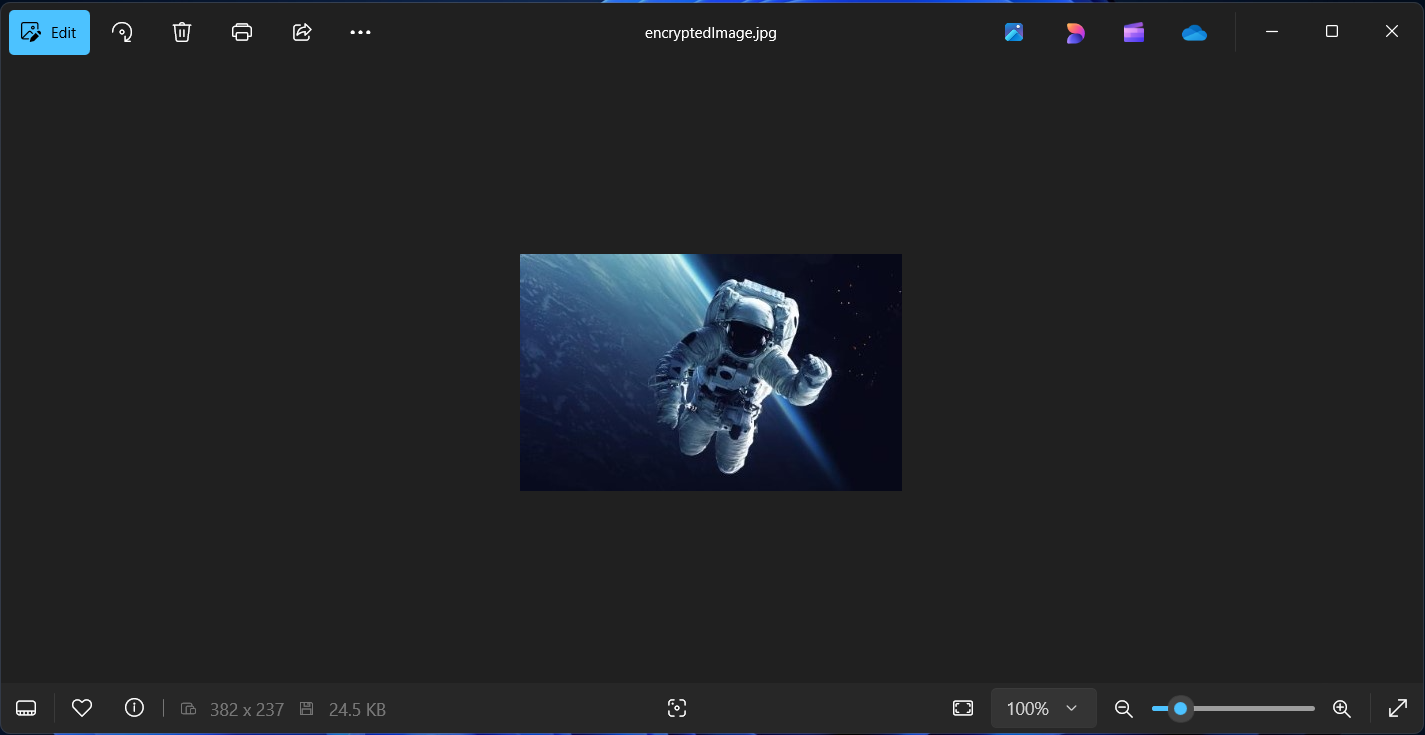 Edit
encryptedImage.jpg
382 x 237
24.5 KB
100%